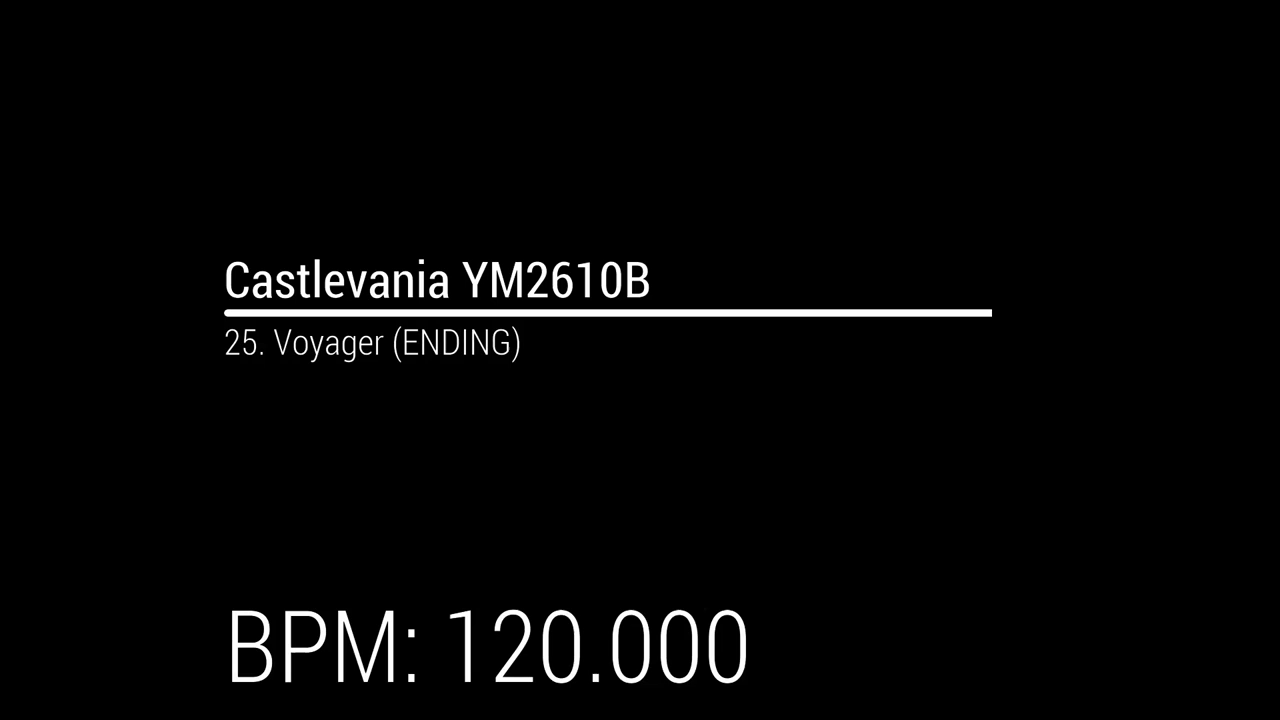 Castlevania YM2610B
25. Voyager (ENDING)
BPM: 120.000